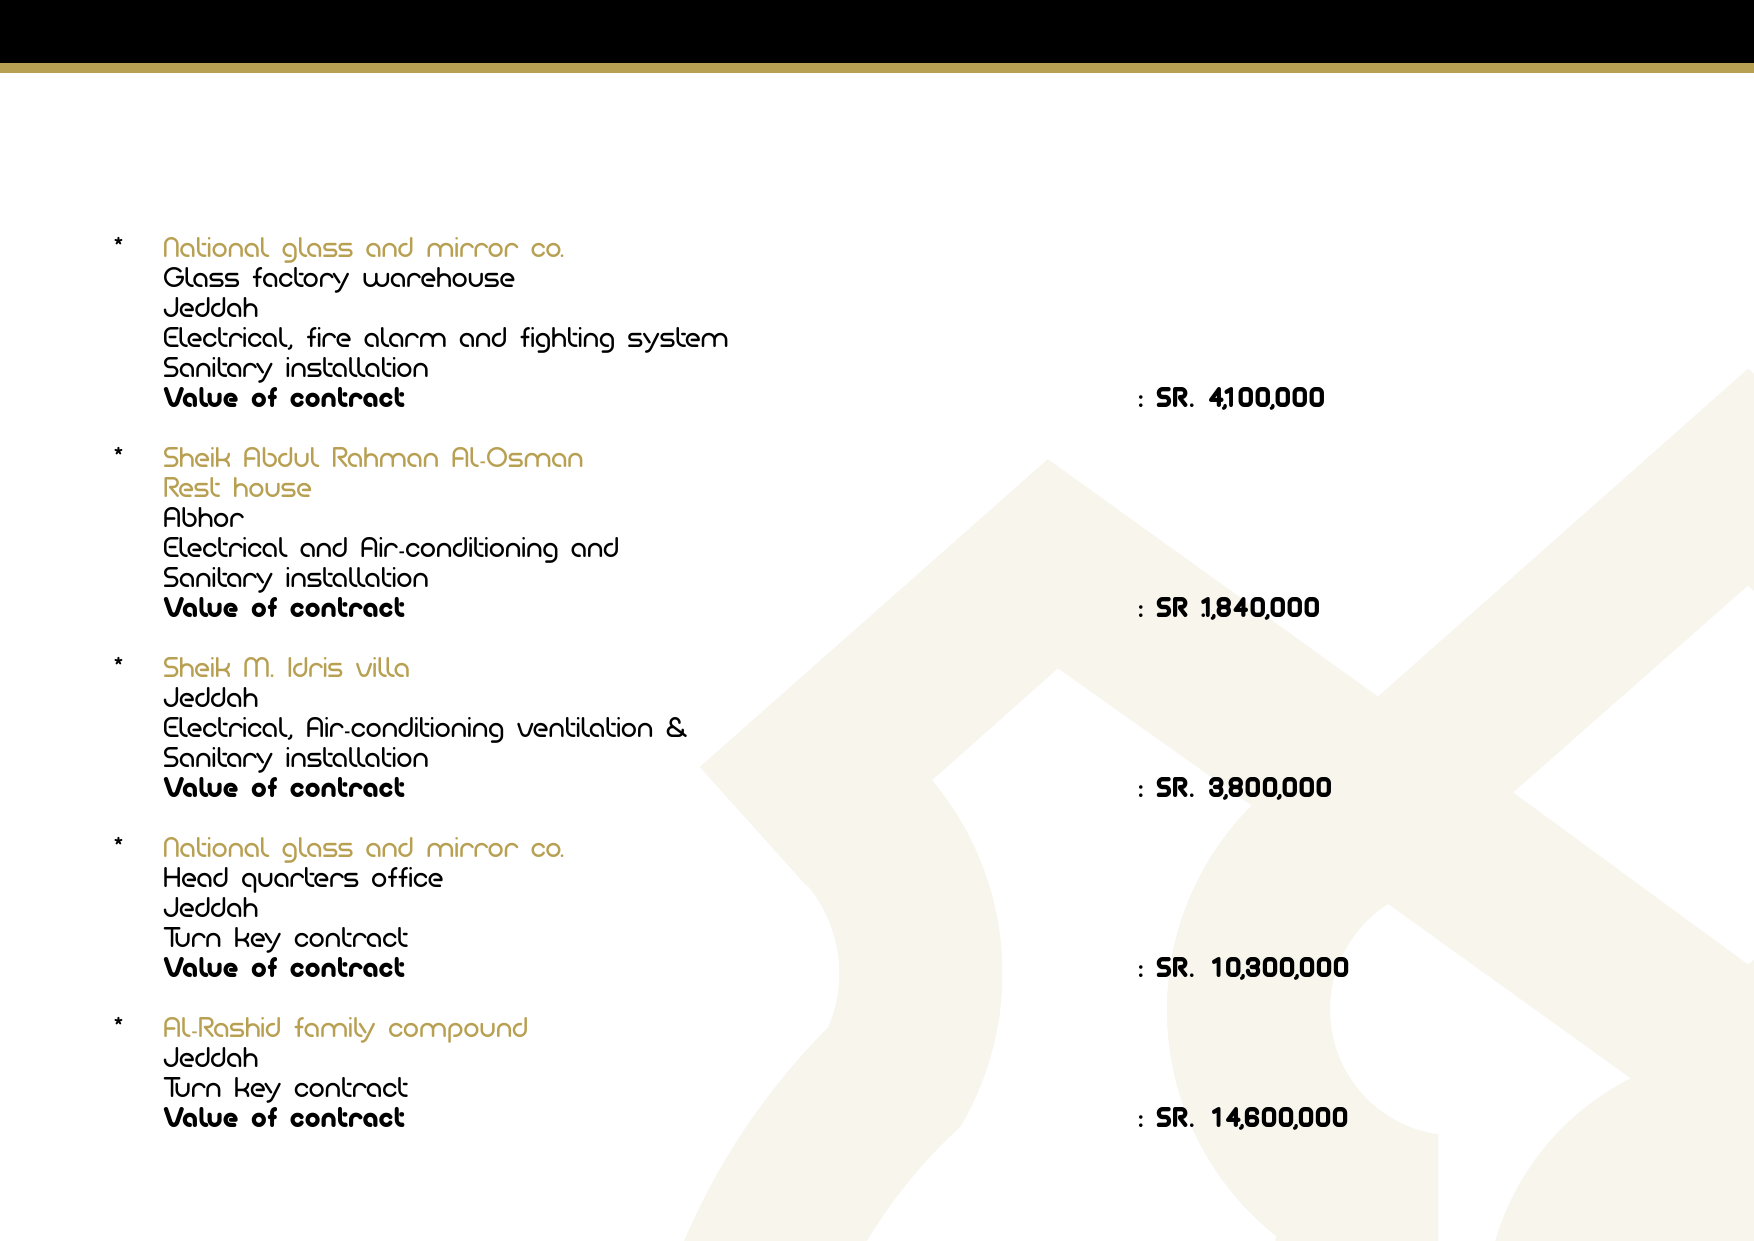 * National glass and mirror co.
Glass factory warehouse
Jeddah
Electrical, fire alarm and fighting system
Sanitary installation
Value of contract : SR. 4,100,000
* Sheik Abdul Rahman Al-Osman
Rest house
Abhor
Electrical and Air-conditioning and
Sanitary installation
Value of contract : SR .1,840,000
* Sheik M. Idris villa
Jeddah
Electrical, Air-conditioning ventilation &
Sanitary installation
Value of contract : SR. 3,800,000
* National glass and mirror co.
Head quarters office
Jeddah
Turn key contract
Value of contract : SR. 10,300,000
* Al-Rashid family compound
Jeddah
Turn key contract
Value of contract : SR. 14,600,000